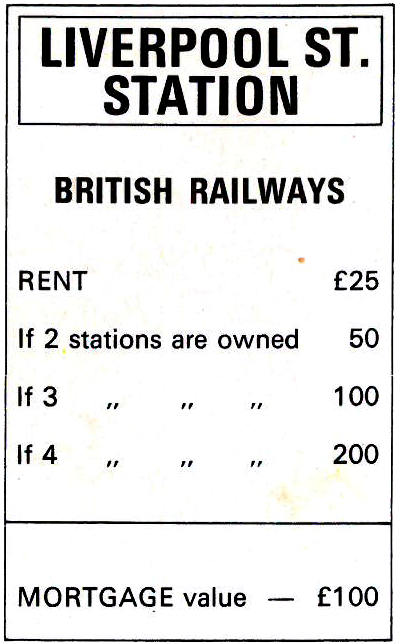 LIVERPOOL ST.
STATION
BRITISH RAILWAYS
RENT £25
If 2 stations are owned 50
If 3 ,, ,, ,, 100
If 4 ,, ,, ,, 200
MORTGAGE value — £100